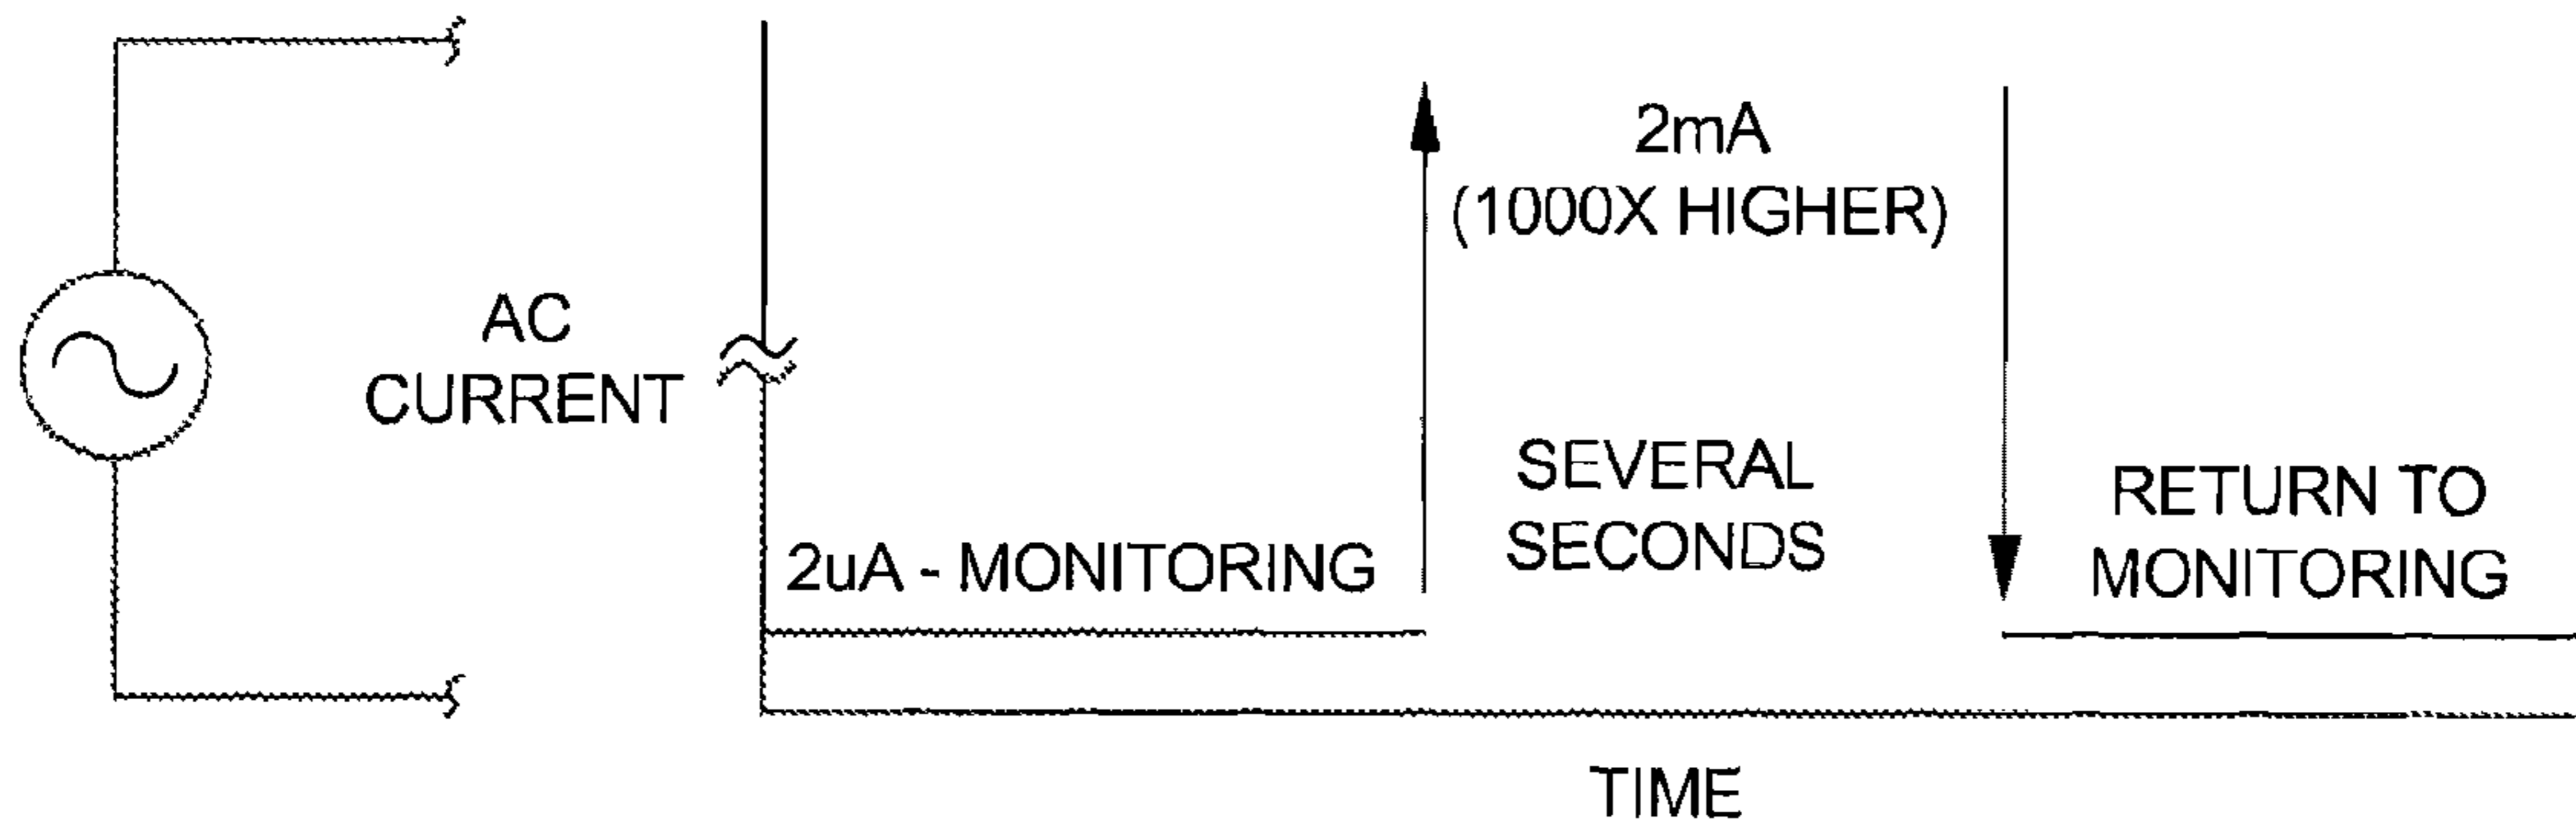 AC
CURRENT
2uA - MONITORING
2mA
(1000X HIGHER)
SEVERAL
SECONDS
RETURN TO
MONITORING
TIME